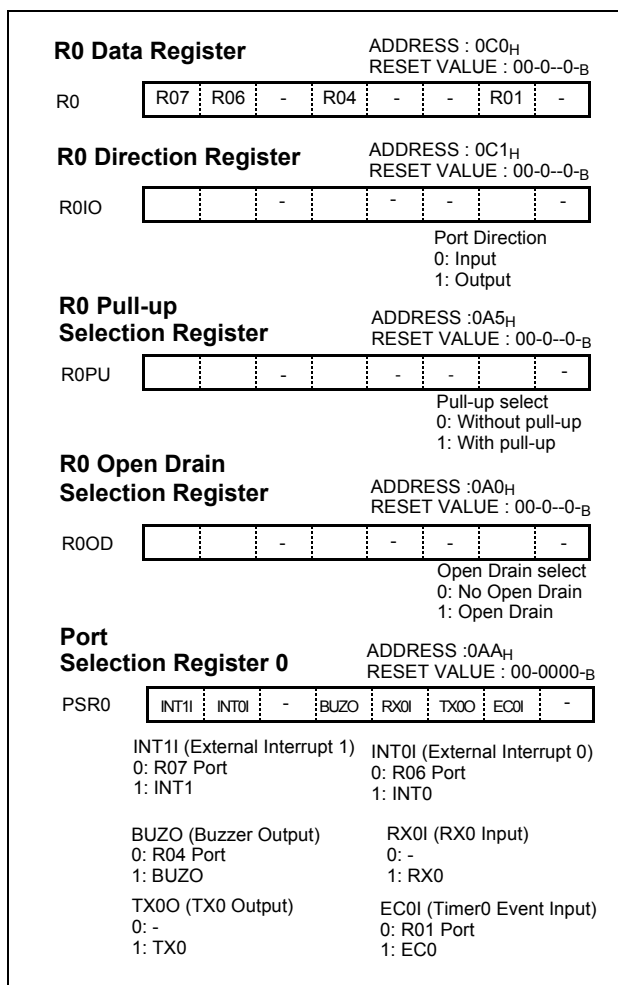 R0 Data Register
ADDRESS : 0C0H
RESET VALUE : 00-0--0-B
R0 R07 R06 - R04 - - R01 -
R0 Direction Register
ADDRESS : 0C1H
RESET VALUE : 00-0--0-B
R0IO - - - -
Port Direction
0: Input
1: Output
R0 Pull-up
Selection Register
ADDRESS :0A5H
RESET VALUE : 00-0--0-B
R0PU - - - -
Pull-up select
0: Without pull-up
1: With pull-up
R0 Open Drain
Selection Register
ADDRESS :0A0H
RESET VALUE : 00-0--0-B
R0OD - - - -
Open Drain select
0: No Open Drain
1: Open Drain
Port
Selection Register 0
ADDRESS :0AAH
RESET VALUE : 00-0000-B
PSR0 INT1I INT0I - BUZO RX0I TX0O EC0I -
INT1I (External Interrupt 1)
0: R07 Port
1: INT1
INT0I (External Interrupt 0)
0: R06 Port
1: INT0
BUZO (Buzzer Output)
0: R04 Port
1: BUZO
RX0I (RX0 Input)
0: -
1: RX0
TX0O (TX0 Output)
0: -
1: TX0
EC0I (Timer0 Event Input)
0: R01 Port
1: EC0